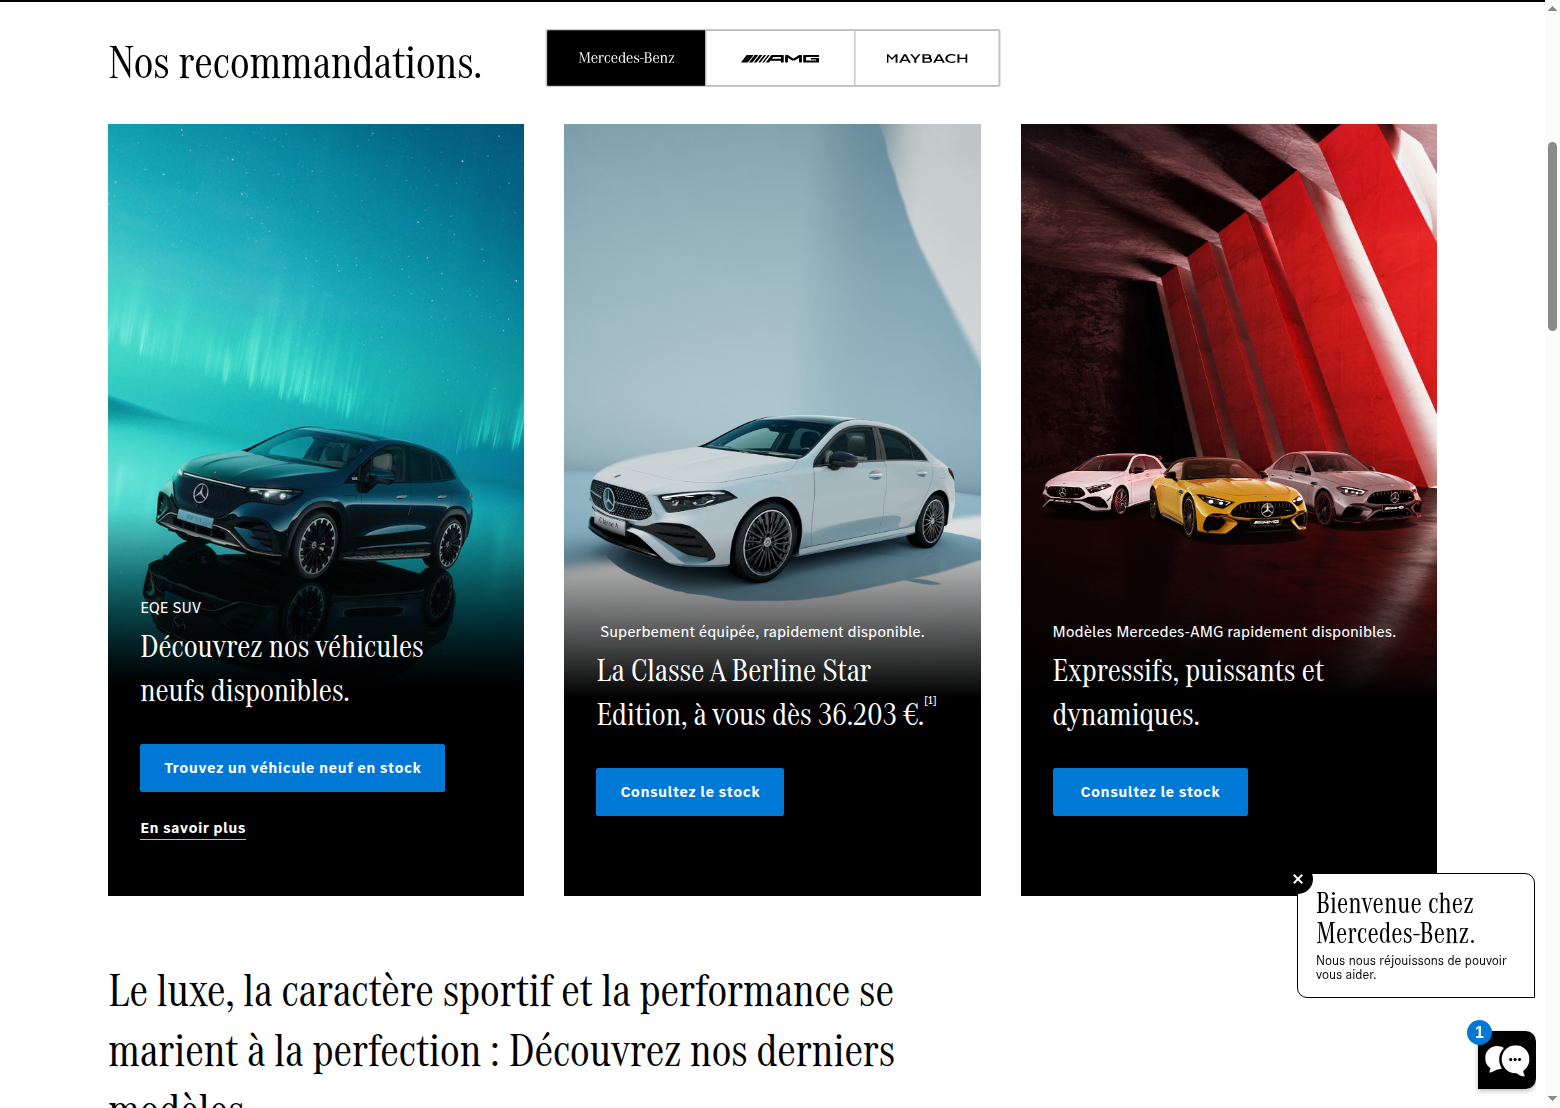 Nos recommandations.
Mercedes-Benz
AMG
MAYBACH
EQE SUV
Découvrez nos véhicules
neufs disponibles.
Trouvez un véhicule neuf en stock
En savoir plus
Classe A
Superbement équipée, rapidement disponible.
La Classe A Berline Star
Edition, à vous dès 36.203 €.[1]
Consultez le stock
AMG
Modèles Mercedes-AMG rapidement disponibles.
Expressifs, puissants et
dynamiques.
Consultez le stock
Bienvenue chez
Mercedes-Benz.
Nous nous réjouissons de pouvoir
vous aider.
1
Le luxe, la caractère sportif et la performance se
marient à la perfection : Découvrez nos derniers
modèles